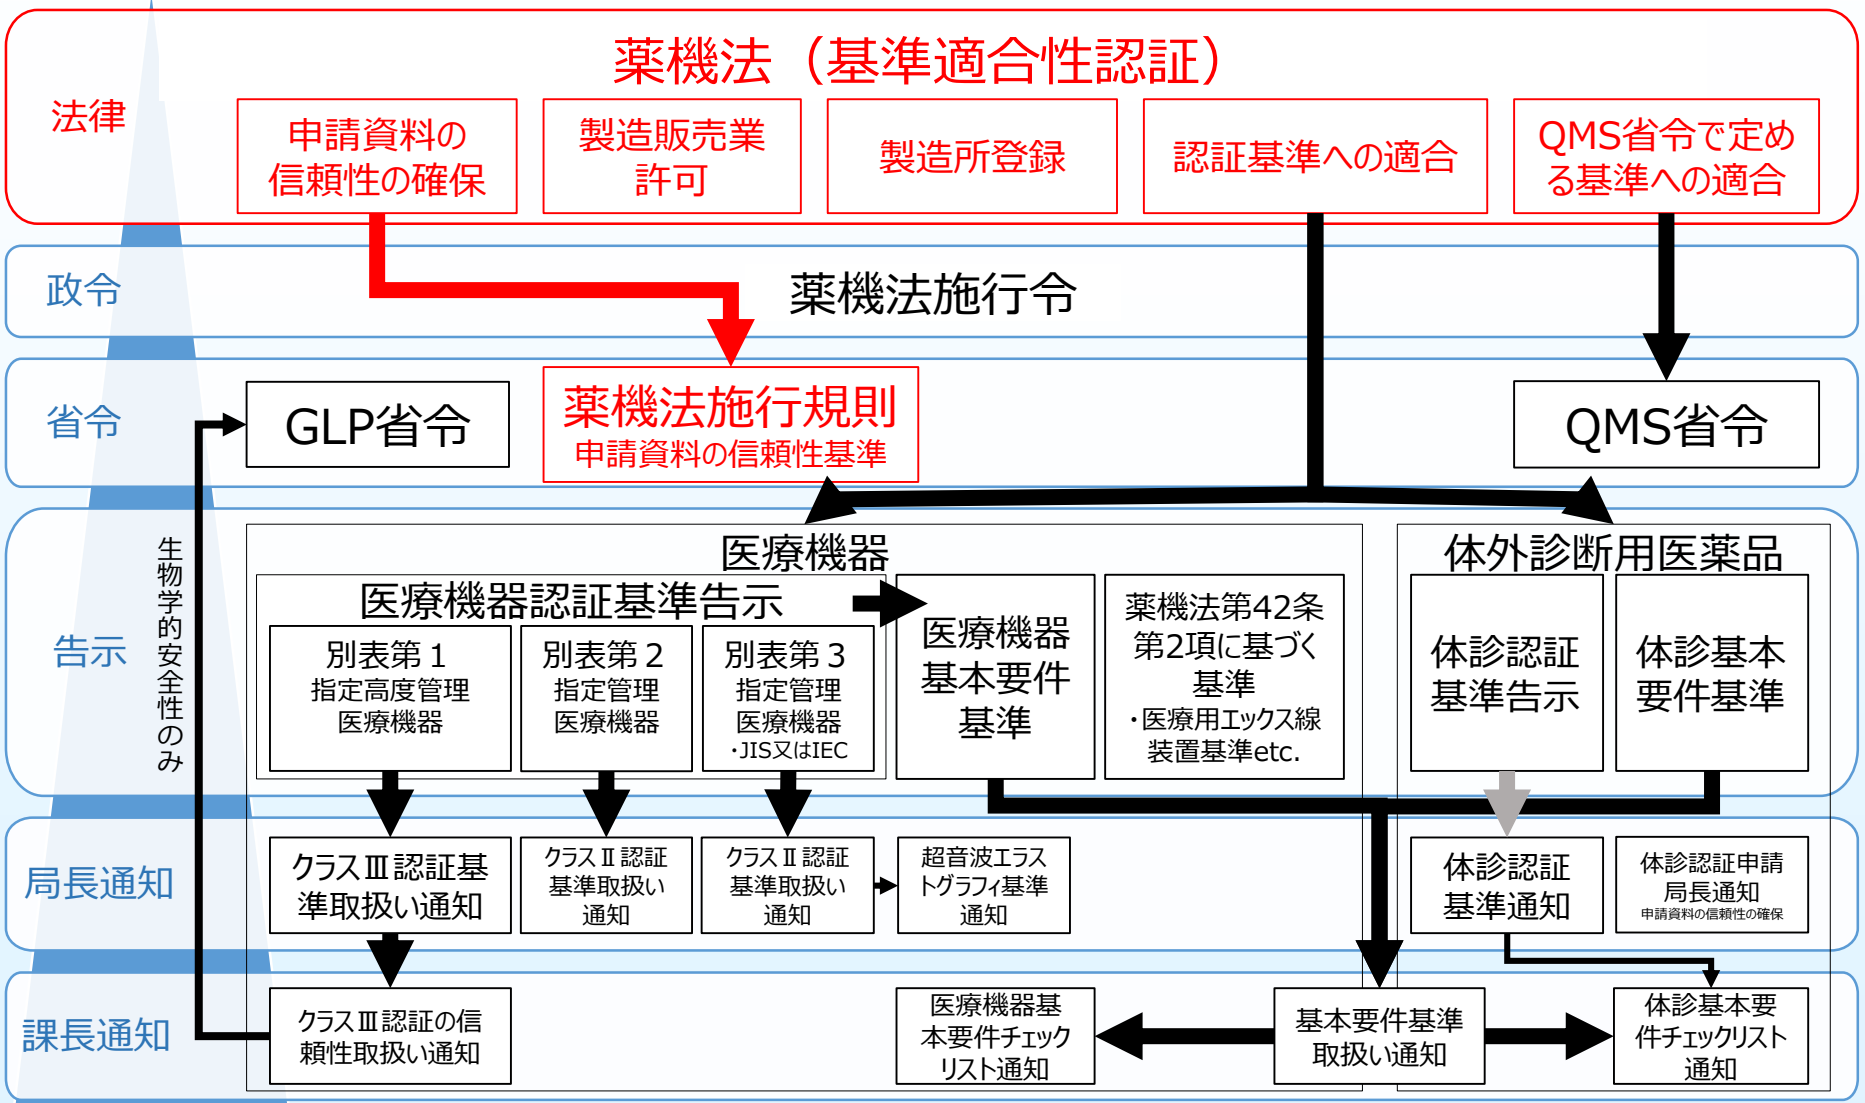 薬機法（基準適合性認証）
法律
申請資料の
信頼性の確保
製造販売業
許可
製造所登録
認証基準への適合
QMS省令で定め
る基準への適合
政令
薬機法施行令
省令
GLP省令
薬機法施行規則
申請資料の信頼性基準
QMS省令
告示
生物学的安全性のみ
医療機器
医療機器認証基準告示
別表第１
指定高度管理
医療機器
別表第２
指定管理
医療機器
別表第３
指定管理
医療機器
・JIS又はIEC
医療機器
基本要件
基準
薬機法第42条
第2項に基づく
基準
・医療用エックス線
装置基準etc.
体外診断用医薬品
体診認証
基準告示
体診基本
要件基準
局長通知
クラスⅢ認証基
準取扱い通知
クラスⅡ認証
基準取扱い
通知
クラスⅡ認証
基準取扱い
通知
超音波エラス
トグラフィ基準
通知
体診認証
基準通知
体診認証申請
局長通知
申請資料の信頼性の確保
課長通知
クラスⅢ認証の信
頼性取扱い通知
医療機器基
本要件チェック
リスト通知
基本要件基準
取扱い通知
体診基本要
件チェックリスト
通知